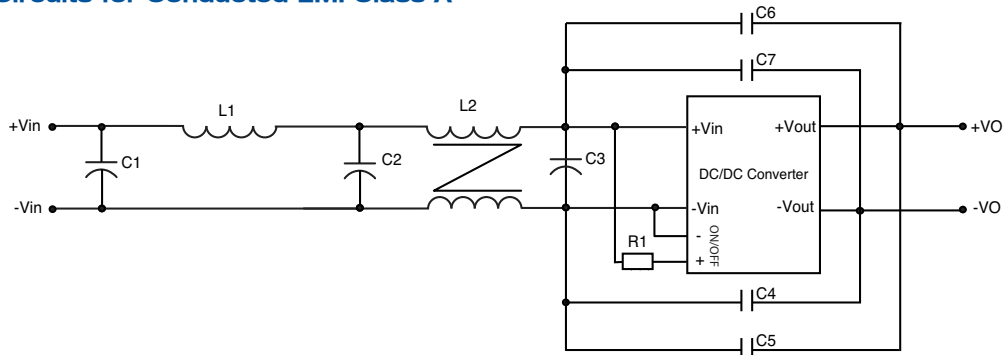 Circuits for Conducted EMI Class A
C6
C7
L1
L2
+Vin
+Vin
+Vout
+VO
C1
C2
C3
DC/DC Converter
-Vin
-Vin
-Vout
-VO
-
ON/OFF
R1
+
C4
C5